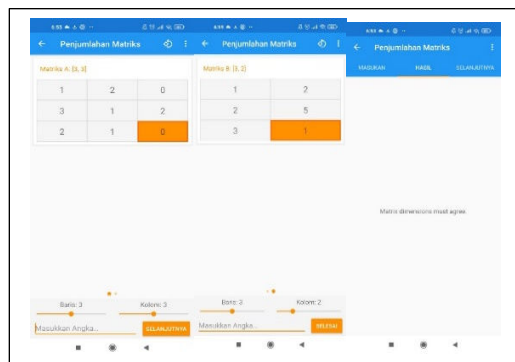 Penjumlahan Matriks
Matriks A: [3, 3]
1 2 0
3 1 2
2 1 0
Baris: 3 Kolom: 3
Masukkan Angka...
SELANJUTNYA
Penjumlahan Matriks
Matriks B: [3, 2]
1 2
2 5
3 1
Baris: 3 Kolom: 2
Masukkan Angka...
SELESAI
Penjumlahan Matriks
MASUKAN HASIL SELANJUTNYA
Matrix dimensions must agree.